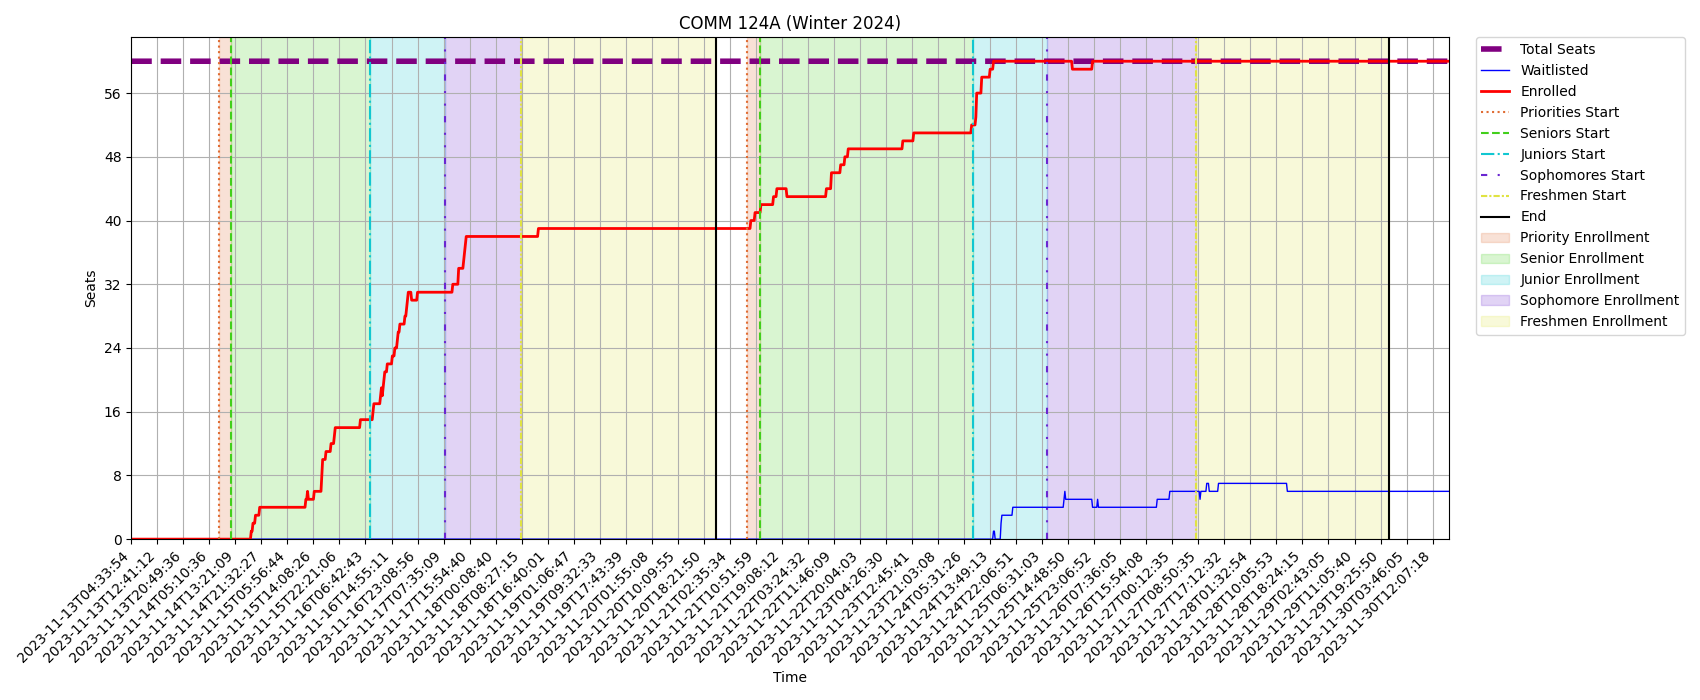 COMM 124A (Winter 2024)
Seats
56
48
40
32
24
16
8
0
2023-11-13T04:33:54
2023-11-13T12:41:12
2023-11-13T20:49:36
2023-11-14T05:10:36
2023-11-14T13:21:09
2023-11-14T21:32:27
2023-11-15T05:56:44
2023-11-15T14:08:26
2023-11-15T22:21:06
2023-11-16T06:42:43
2023-11-16T14:55:11
2023-11-16T23:08:56
2023-11-17T07:35:09
2023-11-17T15:54:40
2023-11-18T00:08:40
2023-11-18T08:27:15
2023-11-18T16:40:01
2023-11-19T01:06:47
2023-11-19T09:32:33
2023-11-19T17:43:39
2023-11-20T01:55:08
2023-11-20T10:09:55
2023-11-20T18:21:50
2023-11-21T02:35:34
2023-11-21T10:51:59
2023-11-21T19:08:12
2023-11-22T03:24:32
2023-11-22T11:46:09
2023-11-22T20:04:03
2023-11-23T04:26:30
2023-11-23T12:45:41
2023-11-23T21:03:08
2023-11-24T05:31:26
2023-11-24T13:49:13
2023-11-24T22:06:51
2023-11-25T06:31:03
2023-11-25T14:48:50
2023-11-25T23:06:52
2023-11-26T07:36:05
2023-11-26T15:54:08
2023-11-27T00:12:35
2023-11-27T08:50:35
2023-11-27T17:12:32
2023-11-28T01:32:54
2023-11-28T10:05:53
2023-11-28T18:24:15
2023-11-29T02:43:05
2023-11-29T11:05:40
2023-11-29T19:25:50
2023-11-30T03:46:05
2023-11-30T12:07:18
Time
Total Seats
Waitlisted
Enrolled
Priorities Start
Seniors Start
Juniors Start
Sophomores Start
Freshmen Start
End
Priority Enrollment
Senior Enrollment
Junior Enrollment
Sophomore Enrollment
Freshmen Enrollment